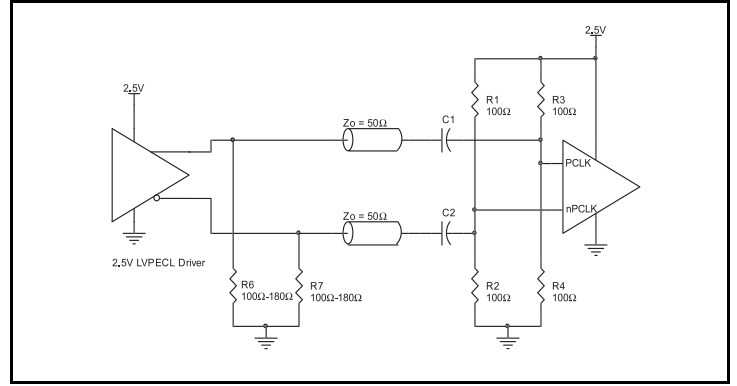 2.5V
2.5V
R1
100Ω
R3
100Ω
Zo = 50Ω
C1
PCLK
Zo = 50Ω
C2
nPCLK
2.5V LVPECL Driver
R6
100Ω-180Ω
R7
100Ω-180Ω
R2
100Ω
R4
100Ω